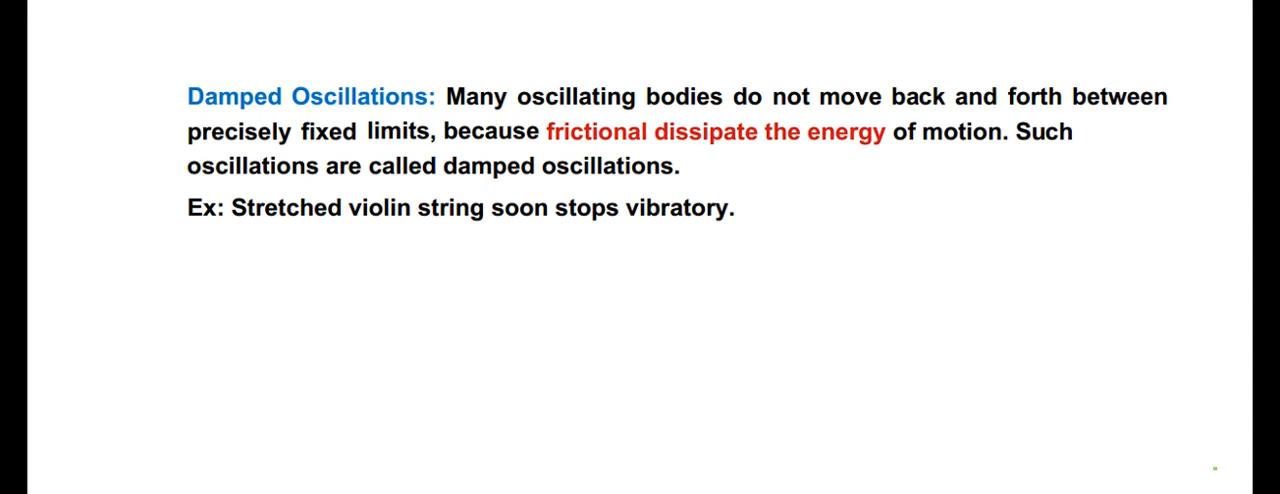 Damped Oscillations: Many oscillating bodies do not move back and forth between
precisely fixed limits, because frictional dissipate the energy of motion. Such
oscillations are called damped oscillations.
Ex: Stretched violin string soon stops vibratory.